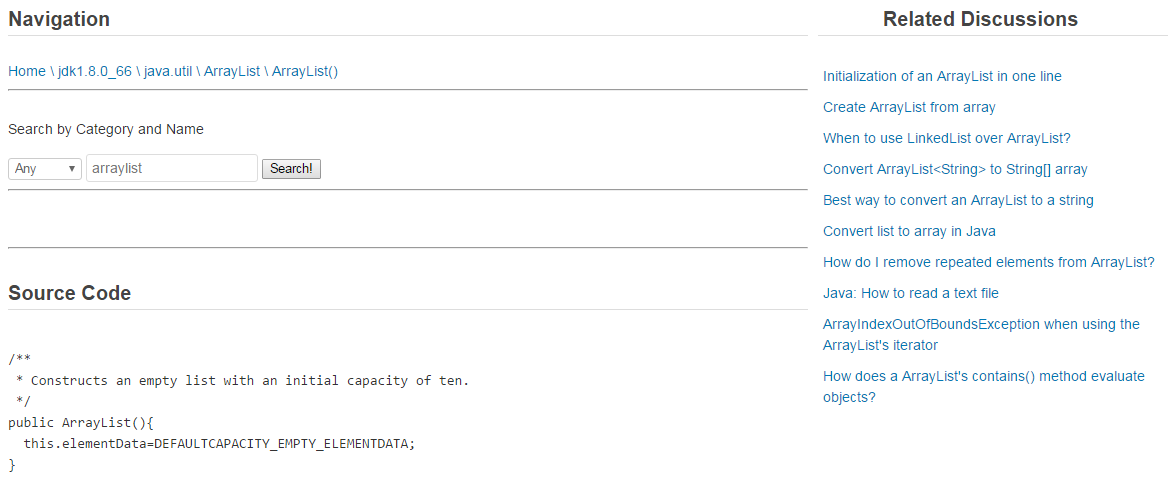 Navigation
Home \ jdk1.8.0_66 \ java.util \ ArrayList \ ArrayList()
Search by Category and Name
Any ▼ arraylist Search!
Source Code
/**
 * Constructs an empty list with an initial capacity of ten.
 */
public ArrayList(){
  this.elementData=DEFAULTCAPACITY_EMPTY_ELEMENTDATA;
}
Related Discussions
Initialization of an ArrayList in one line
Create ArrayList from array
When to use LinkedList over ArrayList?
Convert ArrayList<String> to String[] array
Best way to convert an ArrayList to a string
Convert list to array in Java
How do I remove repeated elements from ArrayList?
Java: How to read a text file
ArrayIndexOutOfBoundsException when using the
ArrayList's iterator
How does a ArrayList's contains() method evaluate
objects?